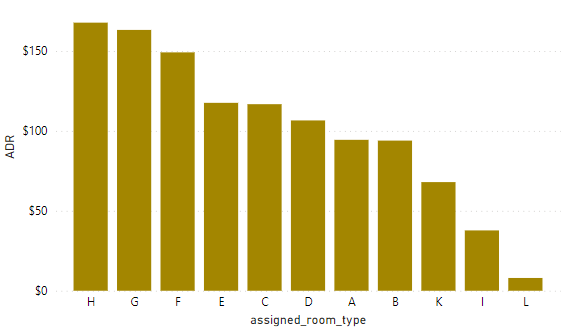 $150
$100
$50
$0
ADR
H G F E C D A B K I L
assigned_room_type